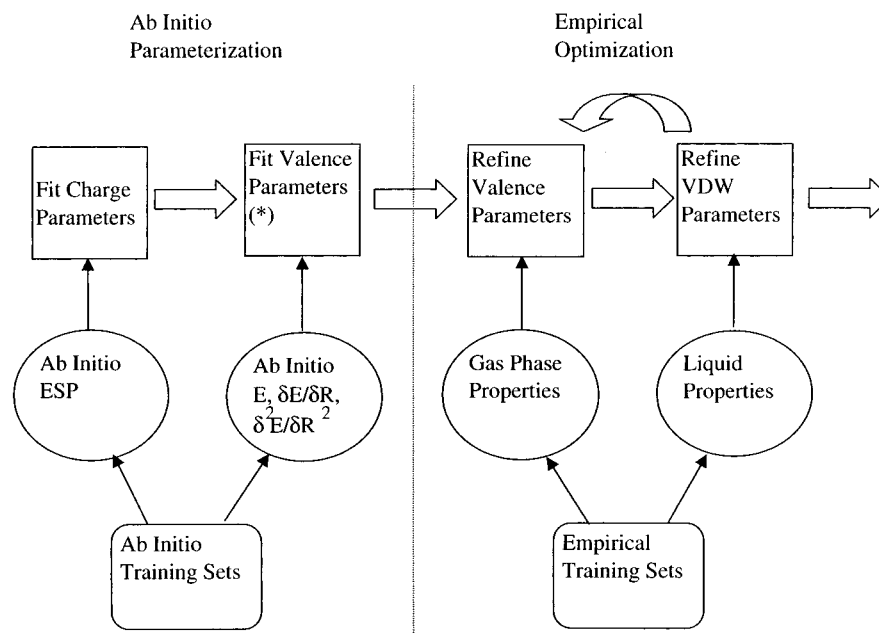 Ab Initio
Parameterization
Empirical
Optimization
Fit Charge
Parameters
Fit Valence
Parameters
(*)
Refine
Valence
Parameters
Refine
VDW
Parameters
Ab Initio
ESP
Ab Initio
E, δE/δR,
δ²E/δR ²
Gas Phase
Properties
Liquid
Properties
Ab Initio
Training Sets
Empirical
Training Sets